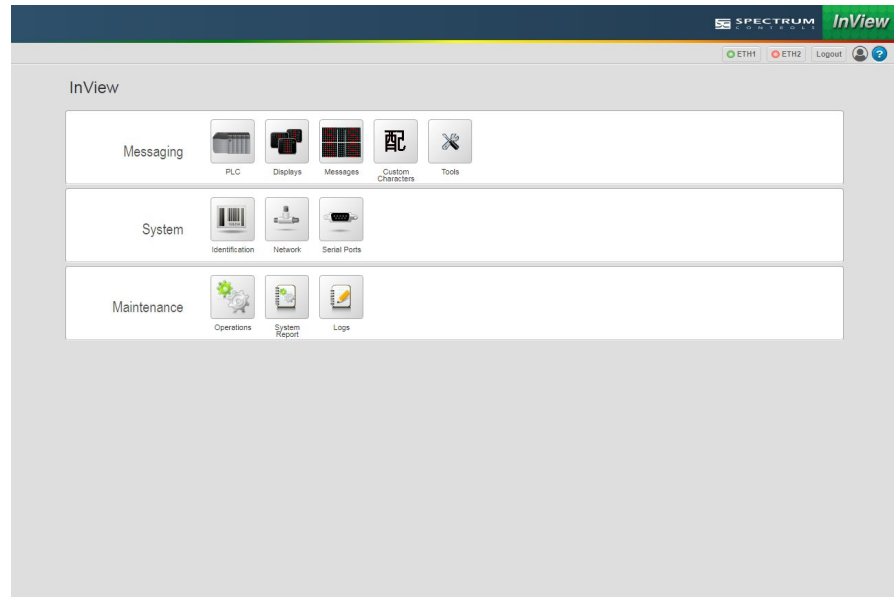 SPECTRUM
CONTROLS
InView
ETH1
ETH2
Logout
?
InView
Messaging
PLC
Displays
Messages
配
Custom
Characters
Tools
System
Identification
Network
Serial Ports
Maintenance
Operations
System
Report
Logs